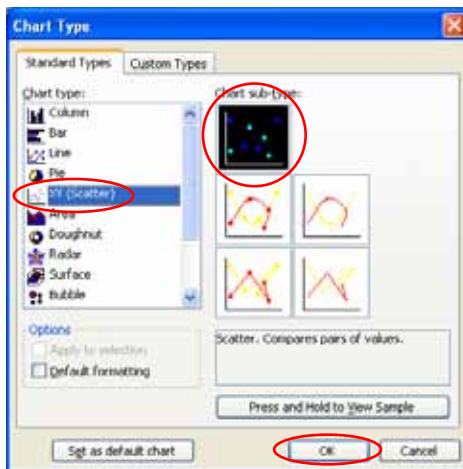 Chart Type
Standard Types
Custom Types
Chart type:
Chart sub-type:
Column
Bar
Line
Pie
XY (Scatter)
Area
Doughnut
Radar
Surface
Bubble
Options
Apply to selection
Default formatting
Scatter. Compares pairs of values.
Press and Hold to View Sample
Set as default chart
OK
Cancel